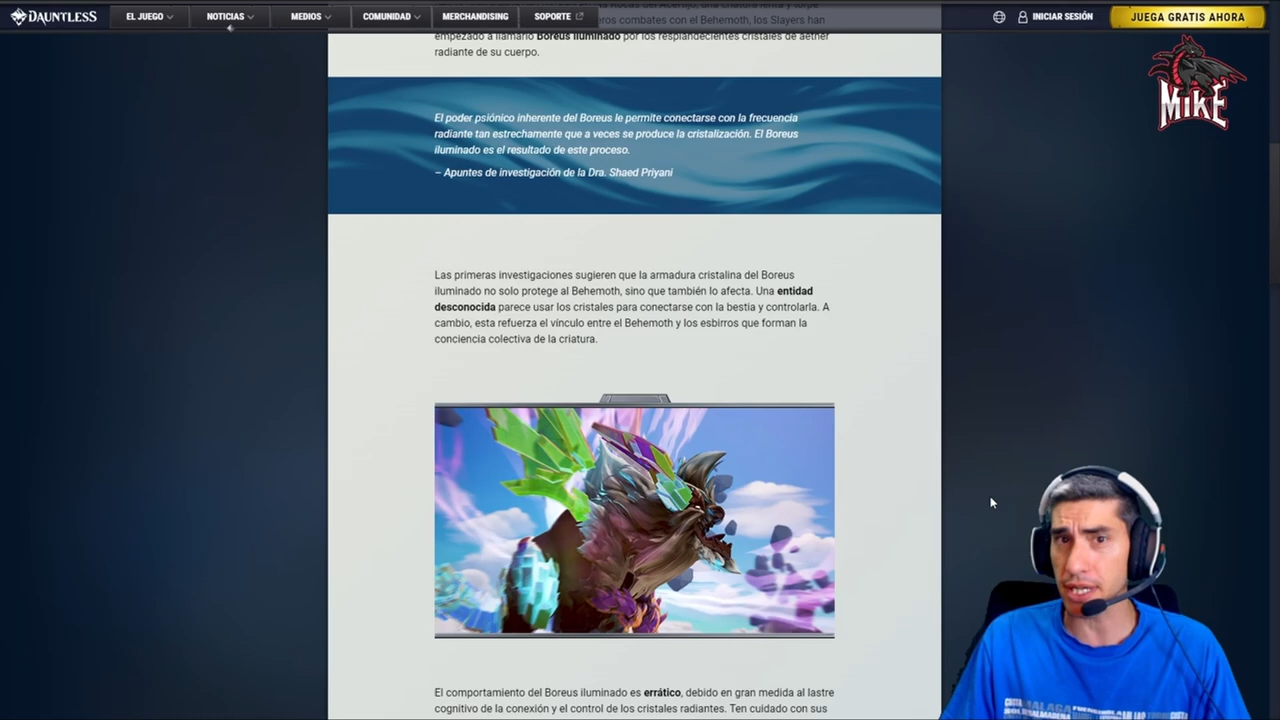 DAUNTLESS
EL JUEGO
NOTICIAS
MEDIOS
COMUNIDAD
MERCHANDISING
SOPORTE
INICIAR SESIÓN
JUEGA GRATIS AHORA
MIKE
combates con el Behemoth, los Slayers han
empezado a llamarlo Boreus iluminado por los resplandecientes cristales de aether
radiante de su cuerpo.
El poder psiónico inherente del Boreus le permite conectarse con la frecuencia
radiante tan estrechamente que a veces se produce la cristalización. El Boreus
iluminado es el resultado de este proceso.
– Apuntes de investigación de la Dra. Shaed Priyani
Las primeras investigaciones sugieren que la armadura cristalina del Boreus
iluminado no solo protege al Behemoth, sino que también lo afecta. Una entidad
desconocida parece usar los cristales para conectarse con la bestia y controlarla. A
cambio, esta refuerza el vínculo entre el Behemoth y los esbirros que forman la
conciencia colectiva de la criatura.
El comportamiento del Boreus iluminado es errático, debido en gran medida al lastre
cognitivo de la conexión y el control de los cristales radiantes. Ten cuidado con sus